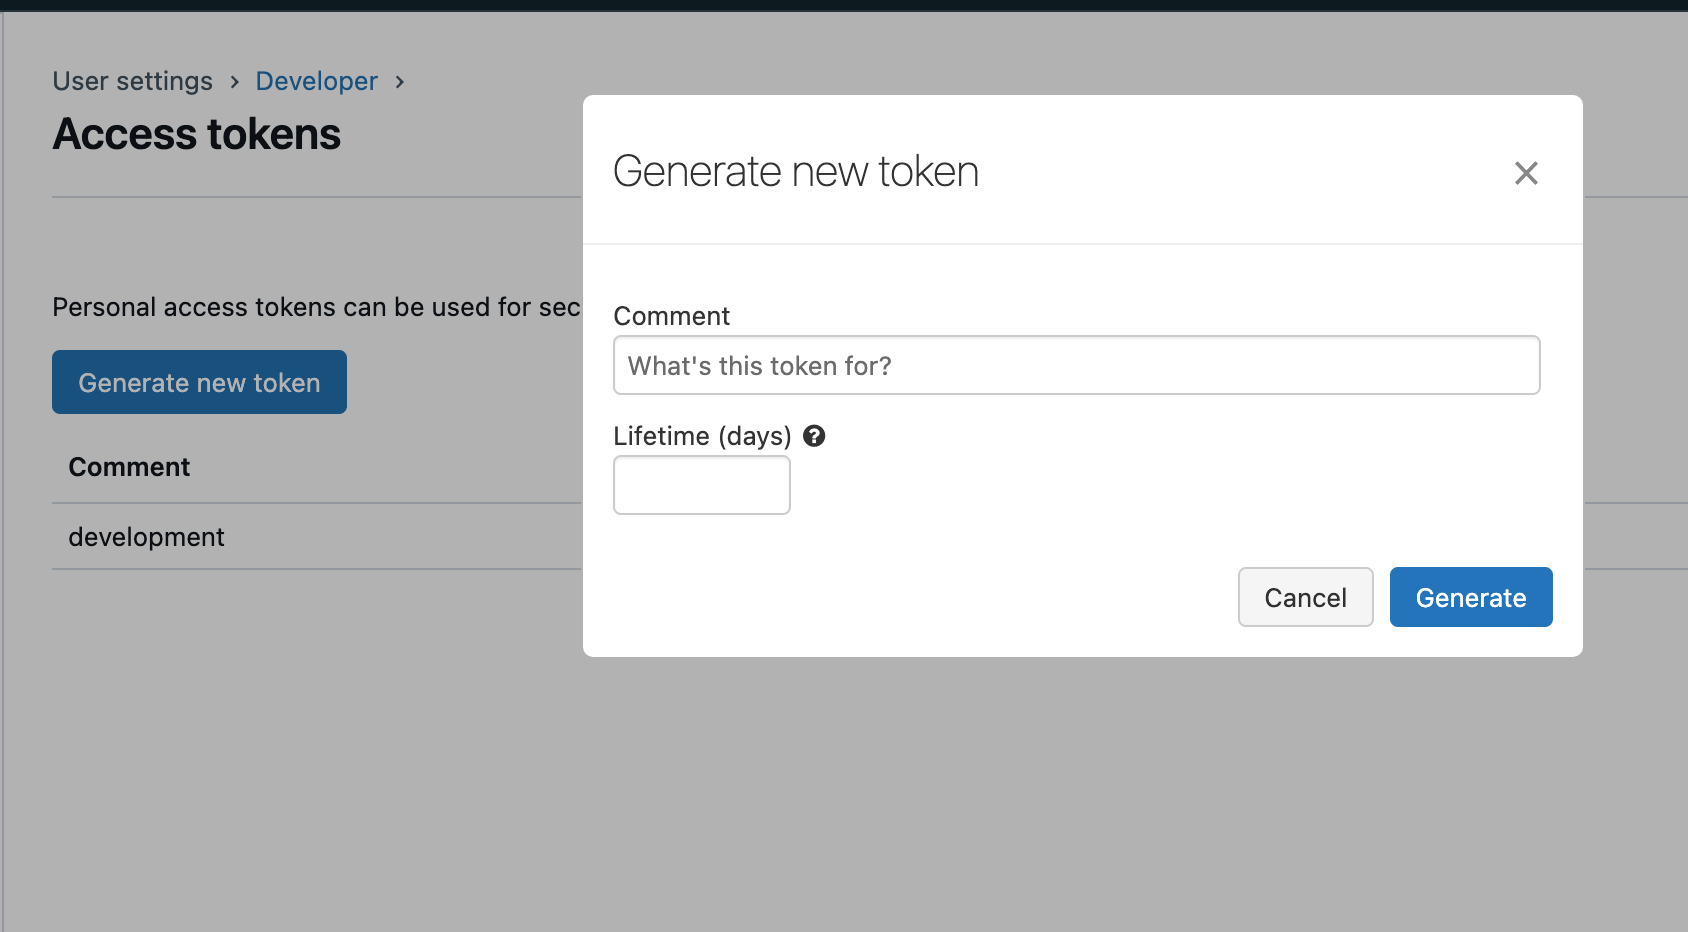 User settings › Developer ›
Access tokens
Personal access tokens can be used for sec
Generate new token
Comment
development
Generate new token
Comment
What's this token for?
Lifetime (days)
Cancel
Generate